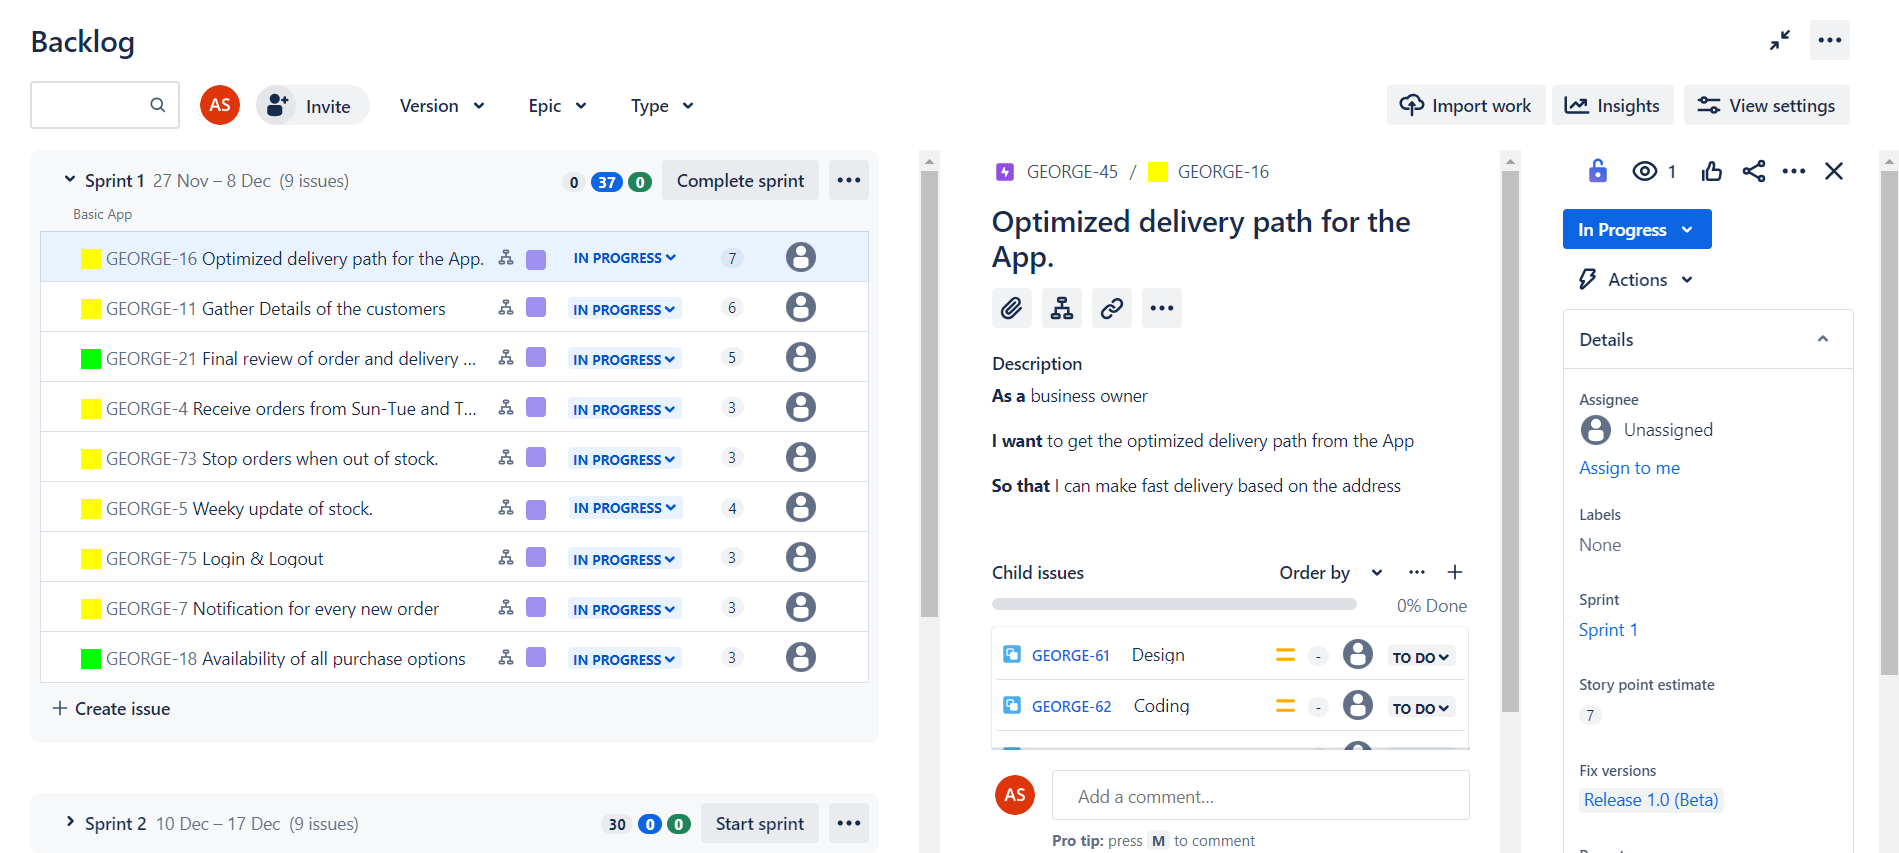 Backlog
AS
Invite
Version
Epic
Type
Import work
Insights
View settings
Sprint 1 27 Nov – 8 Dec (9 issues)
0 37 0
Complete sprint
Basic App
GEORGE-16 Optimized delivery path for the App. IN PROGRESS 7
GEORGE-11 Gather Details of the customers IN PROGRESS 6
GEORGE-21 Final review of order and delivery ... IN PROGRESS 5
GEORGE-4 Receive orders from Sun-Tue and T... IN PROGRESS 3
GEORGE-73 Stop orders when out of stock. IN PROGRESS 3
GEORGE-5 Weeky update of stock. IN PROGRESS 4
GEORGE-75 Login & Logout IN PROGRESS 3
GEORGE-7 Notification for every new order IN PROGRESS 3
GEORGE-18 Availability of all purchase options IN PROGRESS 3
Create issue
Sprint 2 10 Dec – 17 Dec (9 issues)
30 0 0
Start sprint
GEORGE-45 / GEORGE-16
Optimized delivery path for the
App.
Description
As a business owner
I want to get the optimized delivery path from the App
So that I can make fast delivery based on the address
Child issues
Order by
0% Done
GEORGE-61 Design - TO DO
GEORGE-62 Coding - TO DO
AS
Add a comment...
Pro tip: press M to comment
1
In Progress
Actions
Details
Assignee
Unassigned
Assign to me
Labels
None
Sprint
Sprint 1
Story point estimate
7
Fix versions
Release 1.0 (Beta)